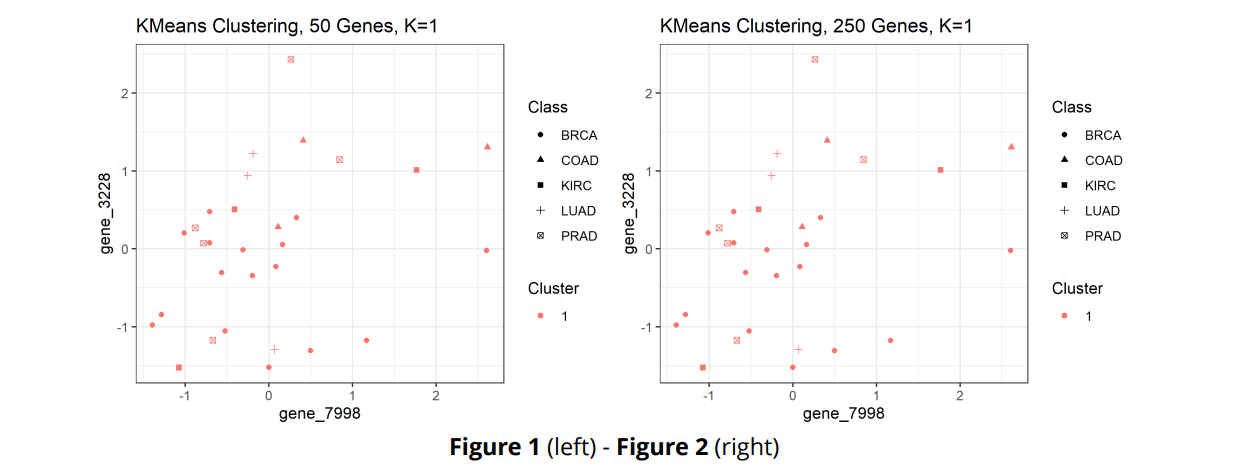 KMeans Clustering, 50 Genes, K=1
gene_3228
2
1
0
-1
-1 0 1 2
gene_7998
Class
BRCA
COAD
KIRC
LUAD
PRAD
Cluster
1
KMeans Clustering, 250 Genes, K=1
gene_3228
2
1
0
-1
-1 0 1 2
gene_7998
Class
BRCA
COAD
KIRC
LUAD
PRAD
Cluster
1
Figure 1 (left) - Figure 2 (right)